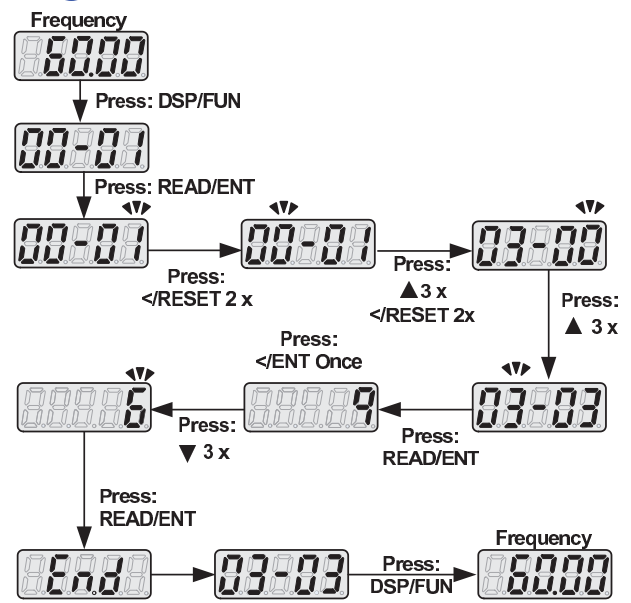 Frequency
60.00
Press: DSP/FUN
00-01
Press: READ/ENT
00-01
Press:
</RESET 2 x
00-01
Press:
▲3 x
</RESET 2x
03-00
Press:
▲ 3 x
03-03
Press:
READ/ENT
Press:
</ENT Once
9
Press:
▼ 3 x
6
Press:
READ/ENT
End
03-03
Press:
DSP/FUN
Frequency
60.00